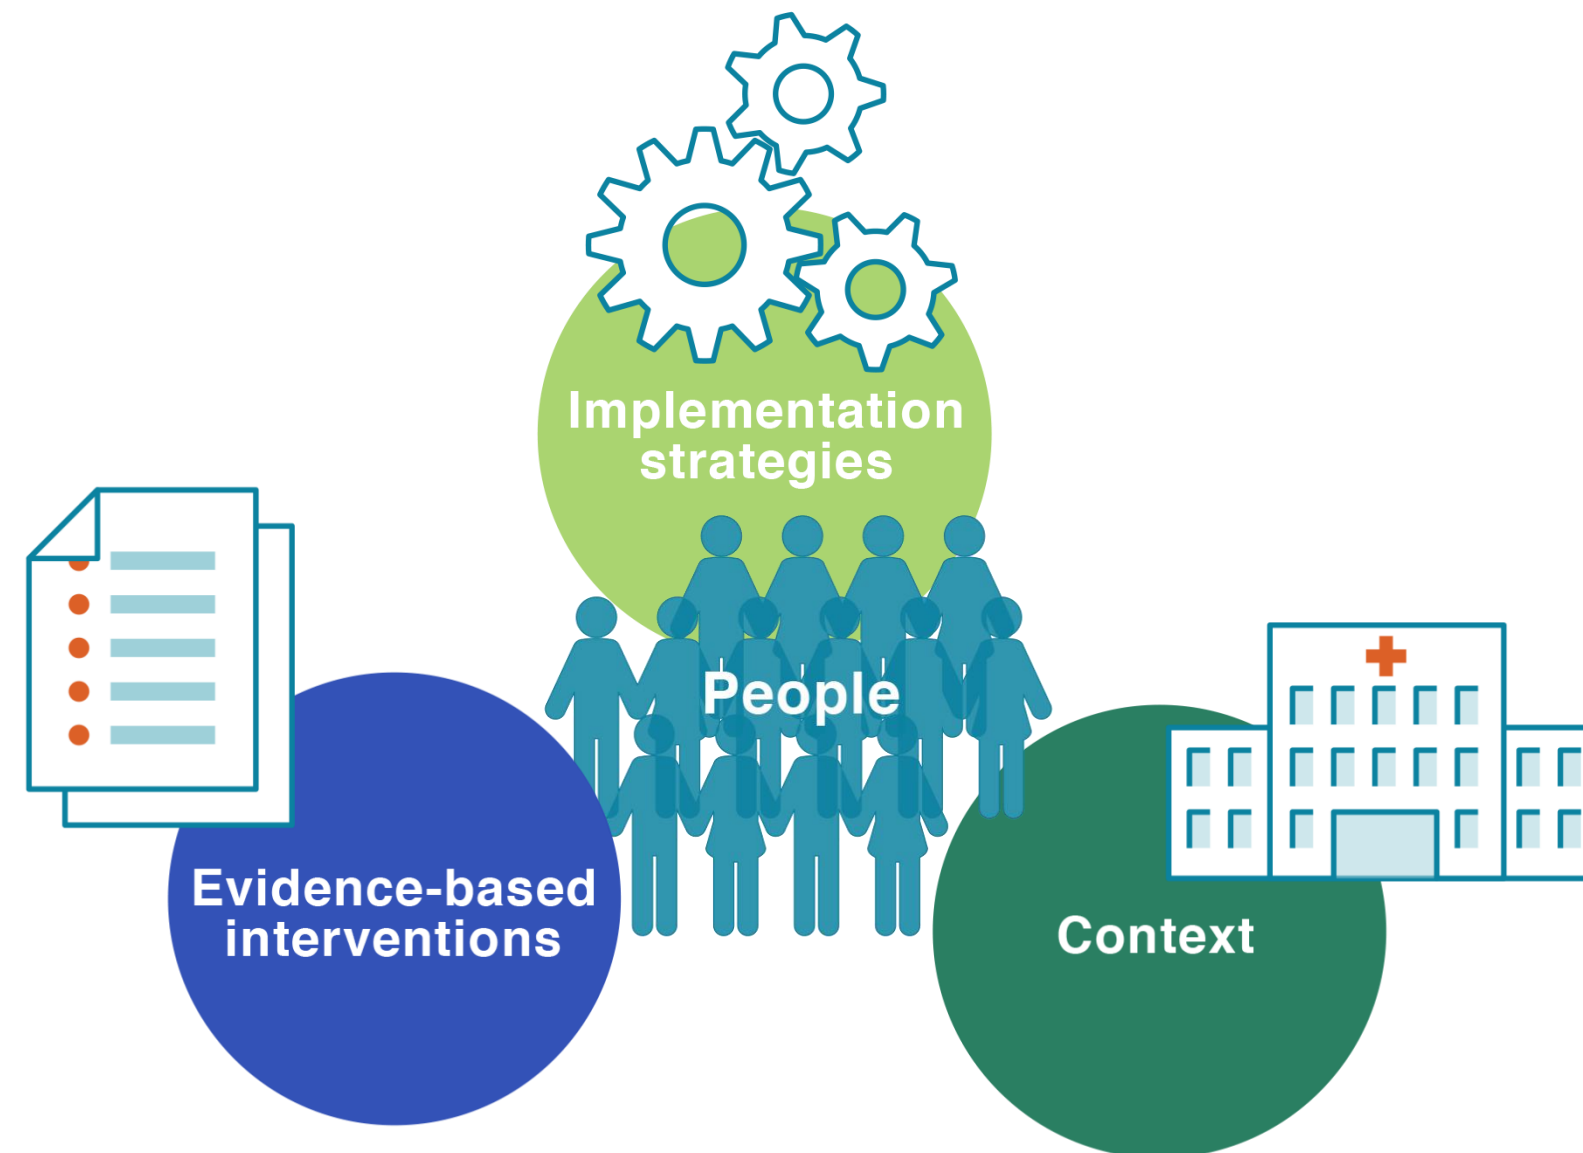 Implementation
strategies
People
Evidence-based
interventions
Context